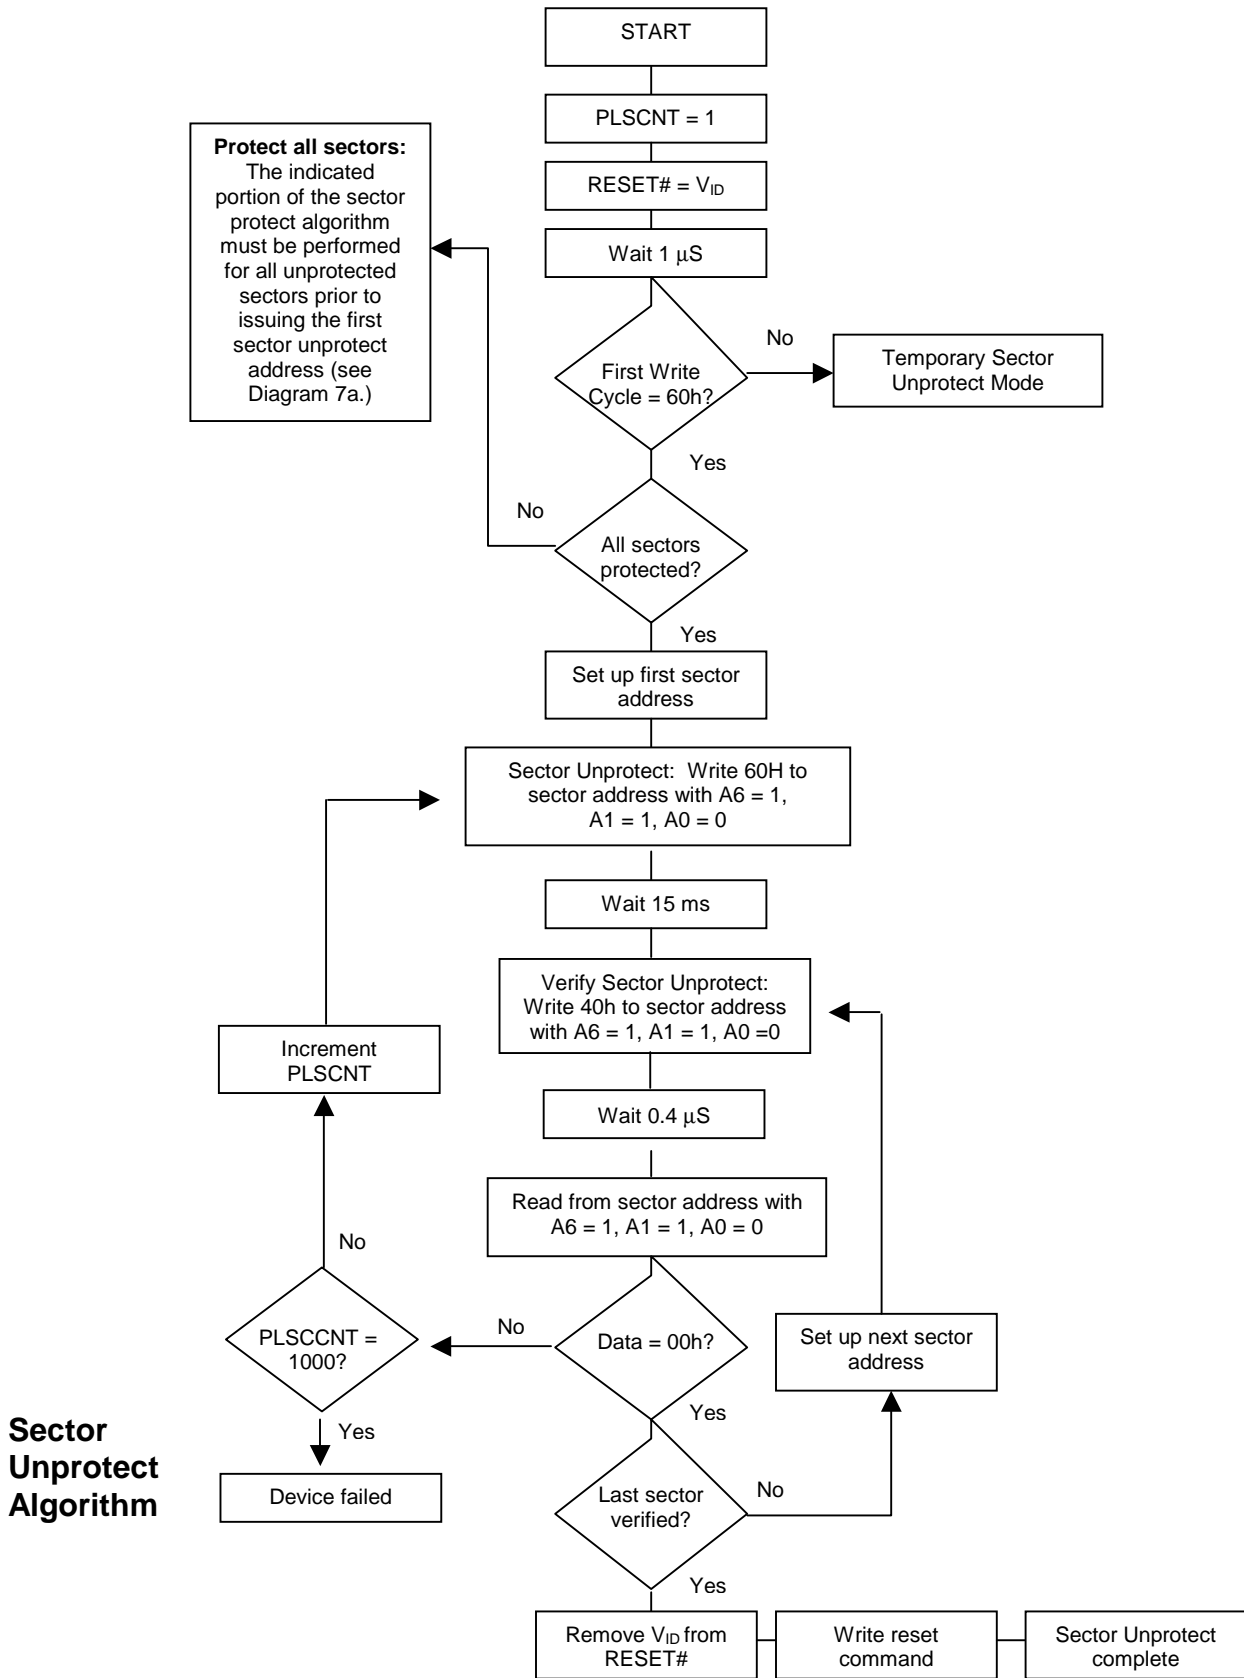 START
PLSCNT = 1
RESET# = VID
Wait 1 μS
Protect all sectors:
The indicated
portion of the sector
protect algorithm
must be performed
for all unprotected
sectors prior to
issuing the first
sector unprotect
address (see
Diagram 7a.)
First Write
Cycle = 60h?
No
Temporary Sector
Unprotect Mode
Yes
All sectors
protected?
No
Yes
Set up first sector
address
Sector Unprotect:  Write 60H to
sector address with A6 = 1,
A1 = 1, A0 = 0
Wait 15 ms
Verify Sector Unprotect:
Write 40h to sector address
with A6 = 1, A1 = 1, A0 =0
Increment
PLSCNT
Wait 0.4 μS
Read from sector address with
A6 = 1, A1 = 1, A0 = 0
No
PLSCCNT =
1000?
No
Data = 00h?
Set up next sector
address
Yes
Yes
Sector
Unprotect
Algorithm
Device failed
Last sector
verified?
No
Yes
Remove VID from
RESET#
Write reset
command
Sector Unprotect
complete